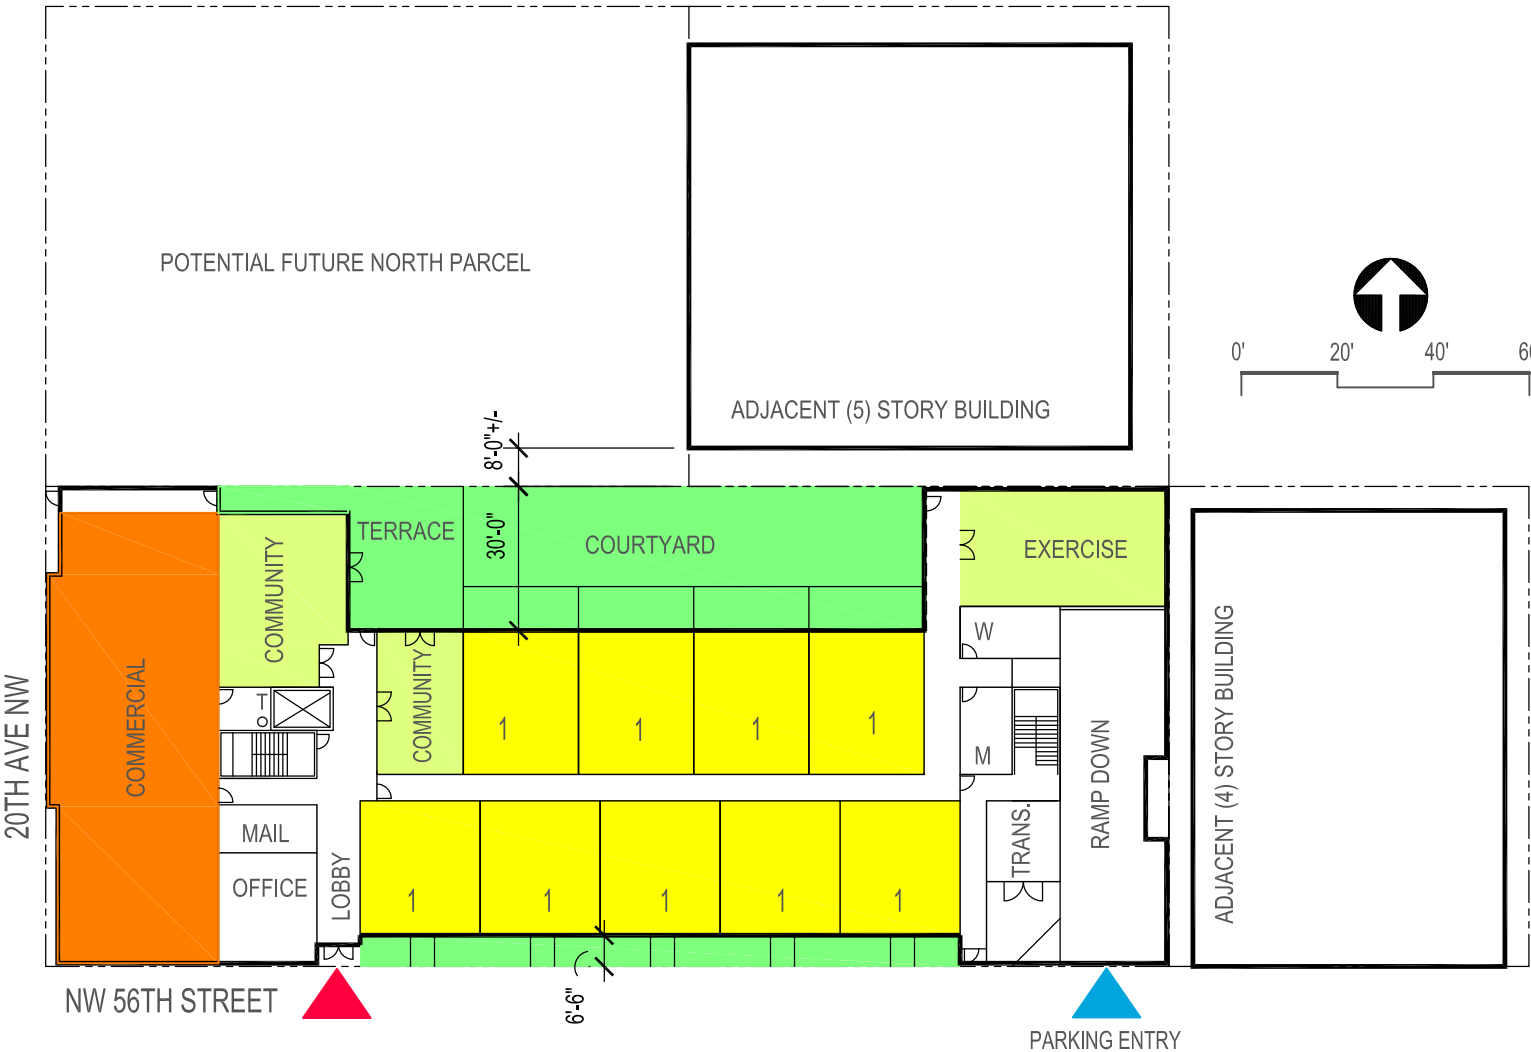 POTENTIAL FUTURE NORTH PARCEL
0' 20' 40'
ADJACENT (5) STORY BUILDING
8'-0"+/-
30'-0"
TERRACE
COURTYARD
EXERCISE
COMMUNITY
COMMERCIAL
20TH AVE NW
T
COMMUNITY
1 1 1 1
W
M
RAMP DOWN
TRANS.
ADJACENT (4) STORY BUILDING
MAIL
OFFICE
LOBBY
1 1 1 1 1
6'-6"
NW 56TH STREET
PARKING ENTRY